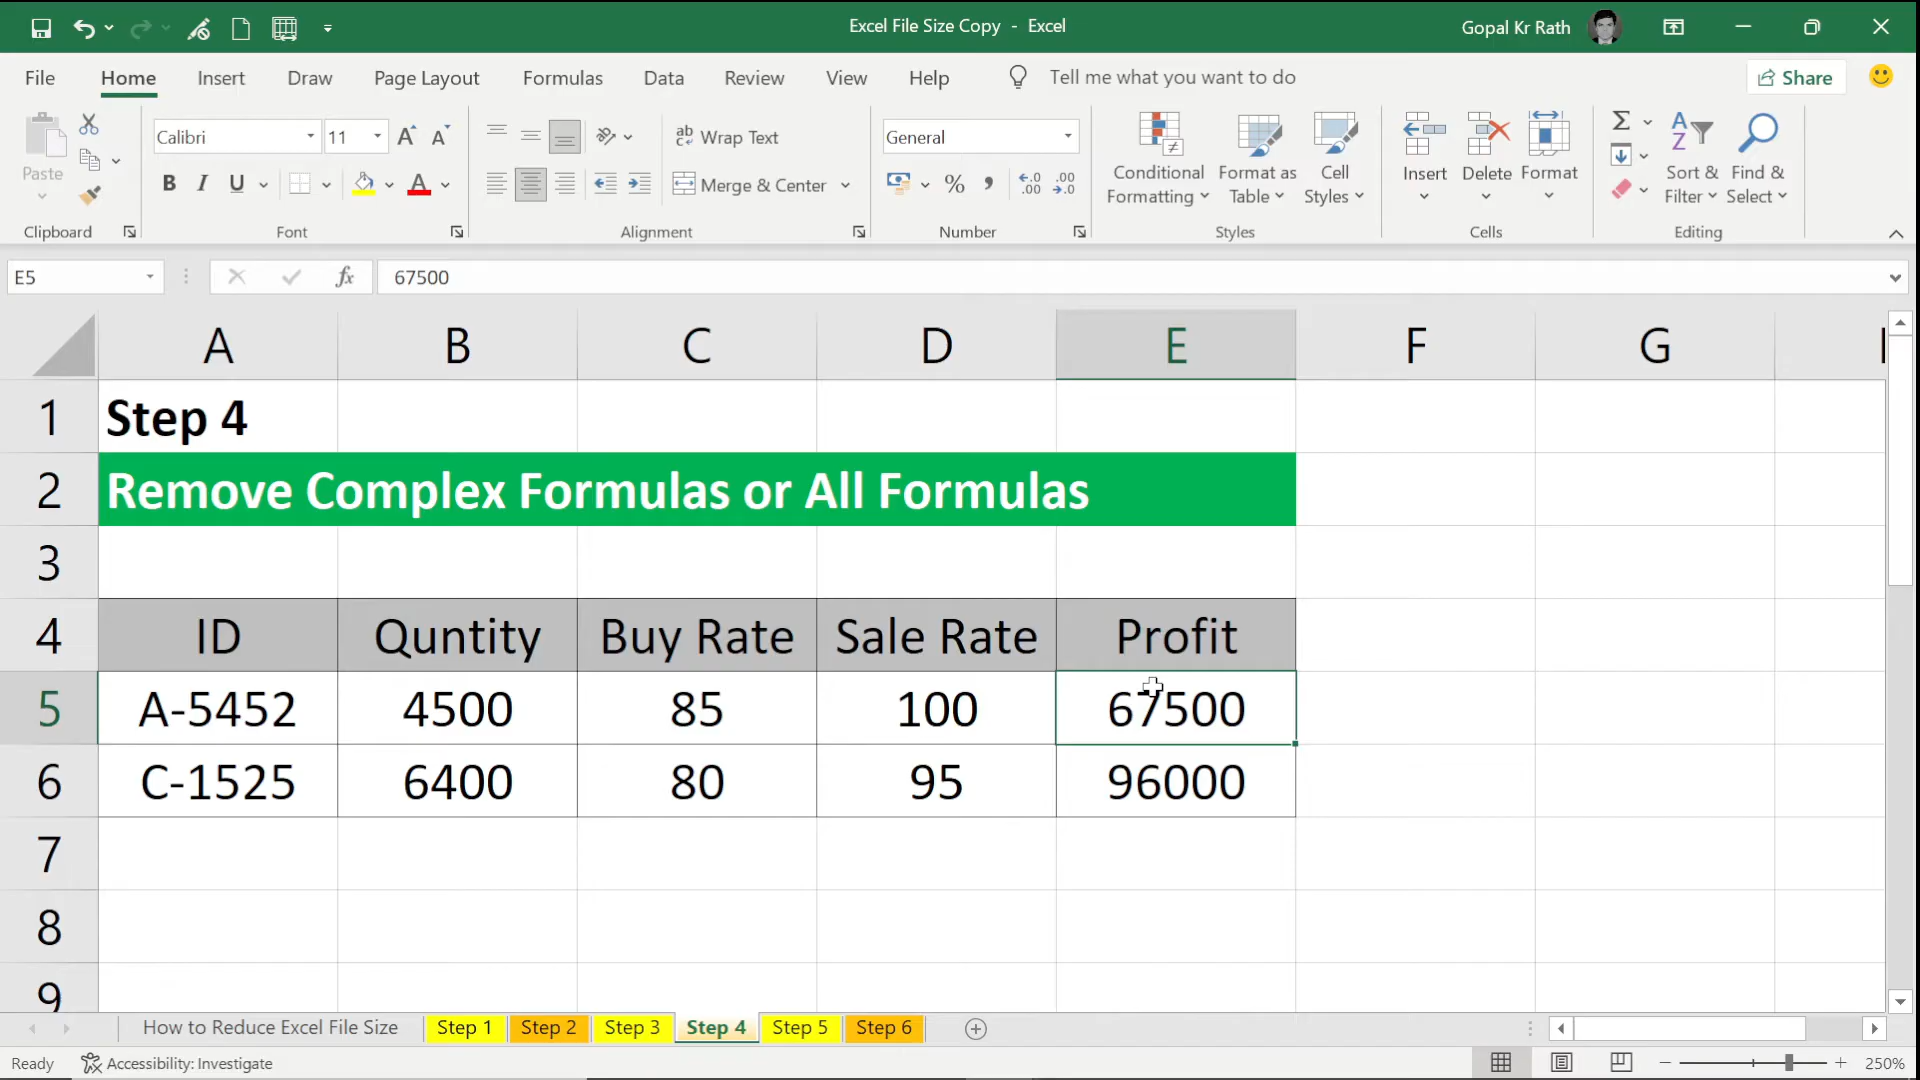 Excel File Size Copy - Excel
Gopal Kr Rath
File Home Insert Draw Page Layout Formulas Data Review View Help Tell me what you want to do Share
Paste
Clipboard
Calibri 11
A A
B I U A
Font
ab Wrap Text
Merge & Center
Alignment
General
% , .00 .00
Number
Conditional Formatting
Format as Table
Cell Styles
Styles
Insert Delete Format
Cells
Σ
Sort & Filter
Find & Select
Editing
E5 fx 67500
A B C D E F G
1 Step 4
2 Remove Complex Formulas or All Formulas
3
4 ID Quntity Buy Rate Sale Rate Profit
5 A-5452 4500 85 100 67500
6 C-1525 6400 80 95 96000
7
8
9
How to Reduce Excel File Size Step 1 Step 2 Step 3 Step 4 Step 5 Step 6
Ready Accessibility: Investigate 250%